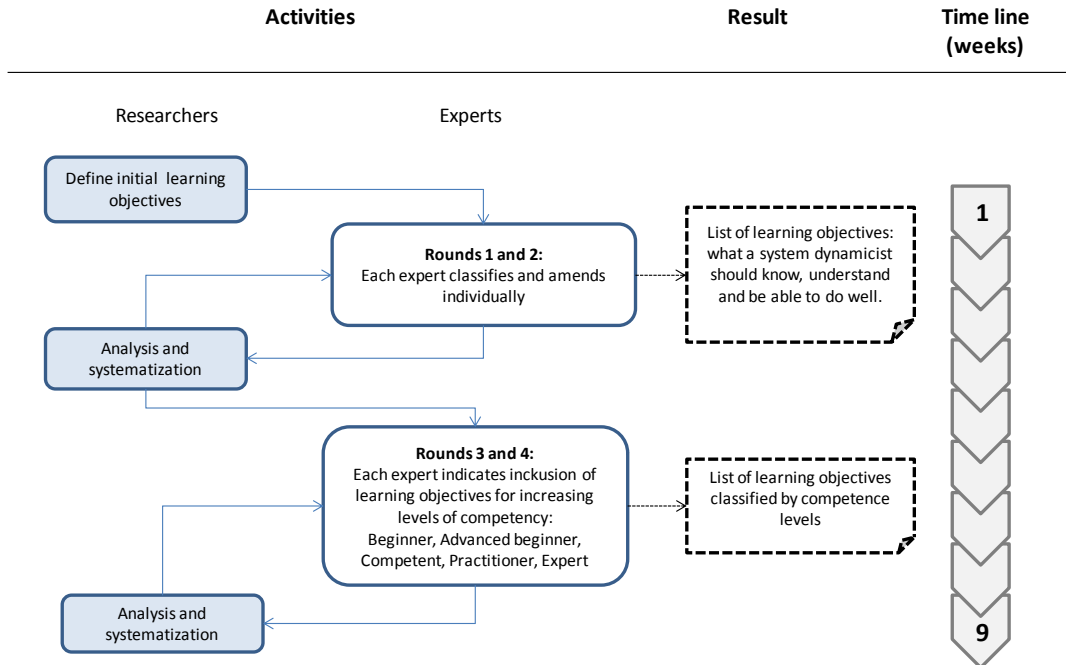 Activities
Result
Time line
(weeks)
Researchers
Experts
Define initial learning
objectives
1
Rounds 1 and 2:
Each expert classifies and amends
individually
List of learning objectives:
what a system dynamicist
should know, understand
and be able to do well.
Analysis and
systematization
Rounds 3 and 4:
Each expert indicates inckusion of
learning objectives for increasing
levels of competency:
Beginner, Advanced beginner,
Competent, Practitioner, Expert
List of learning objectives
classified by competence
levels
Analysis and
systematization
9